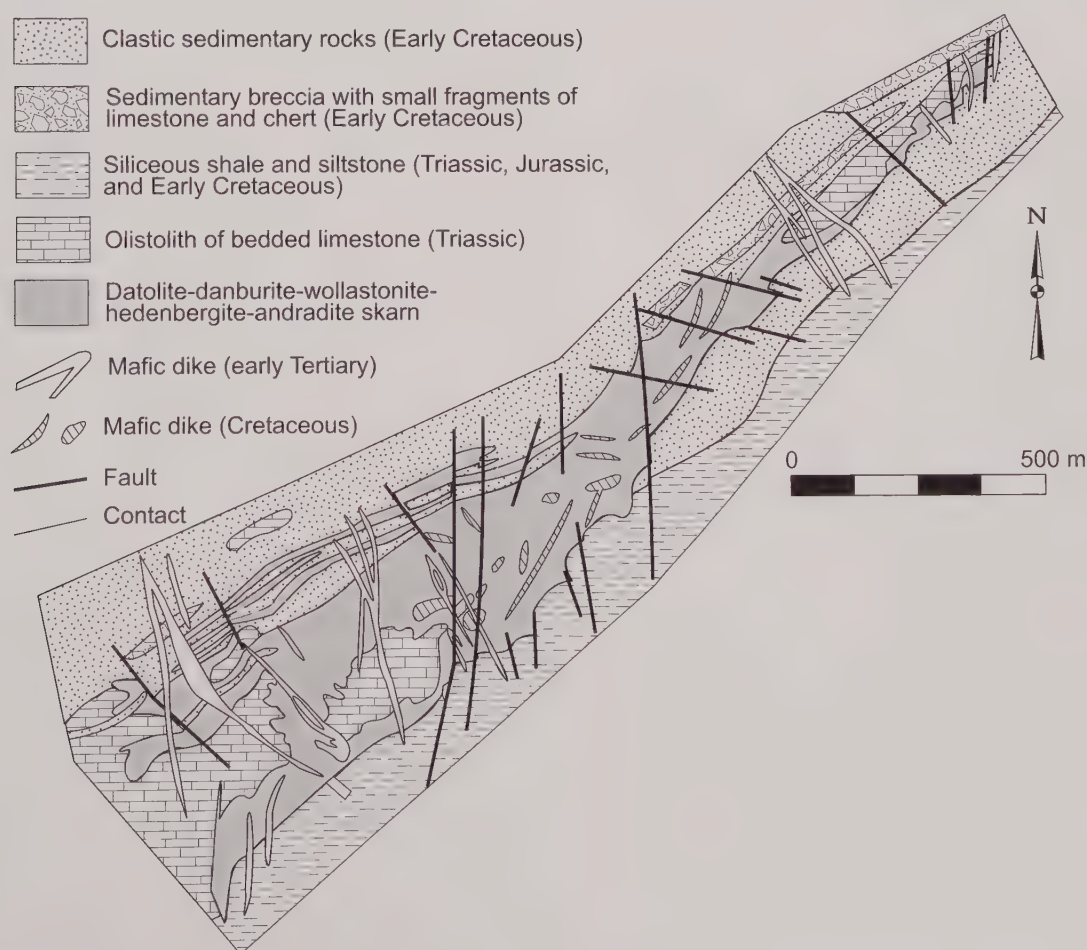 Clastic sedimentary rocks (Early Cretaceous)
Sedimentary breccia with small fragments of
limestone and chert (Early Cretaceous)
Siliceous shale and siltstone (Triassic, Jurassic,
and Early Cretaceous)
Olistolith of bedded limestone (Triassic)
Datolite-danburite-wollastonite-
hedenbergite-andradite skarn
Mafic dike (early Tertiary)
Mafic dike (Cretaceous)
Fault
Contact
N
0 500 m